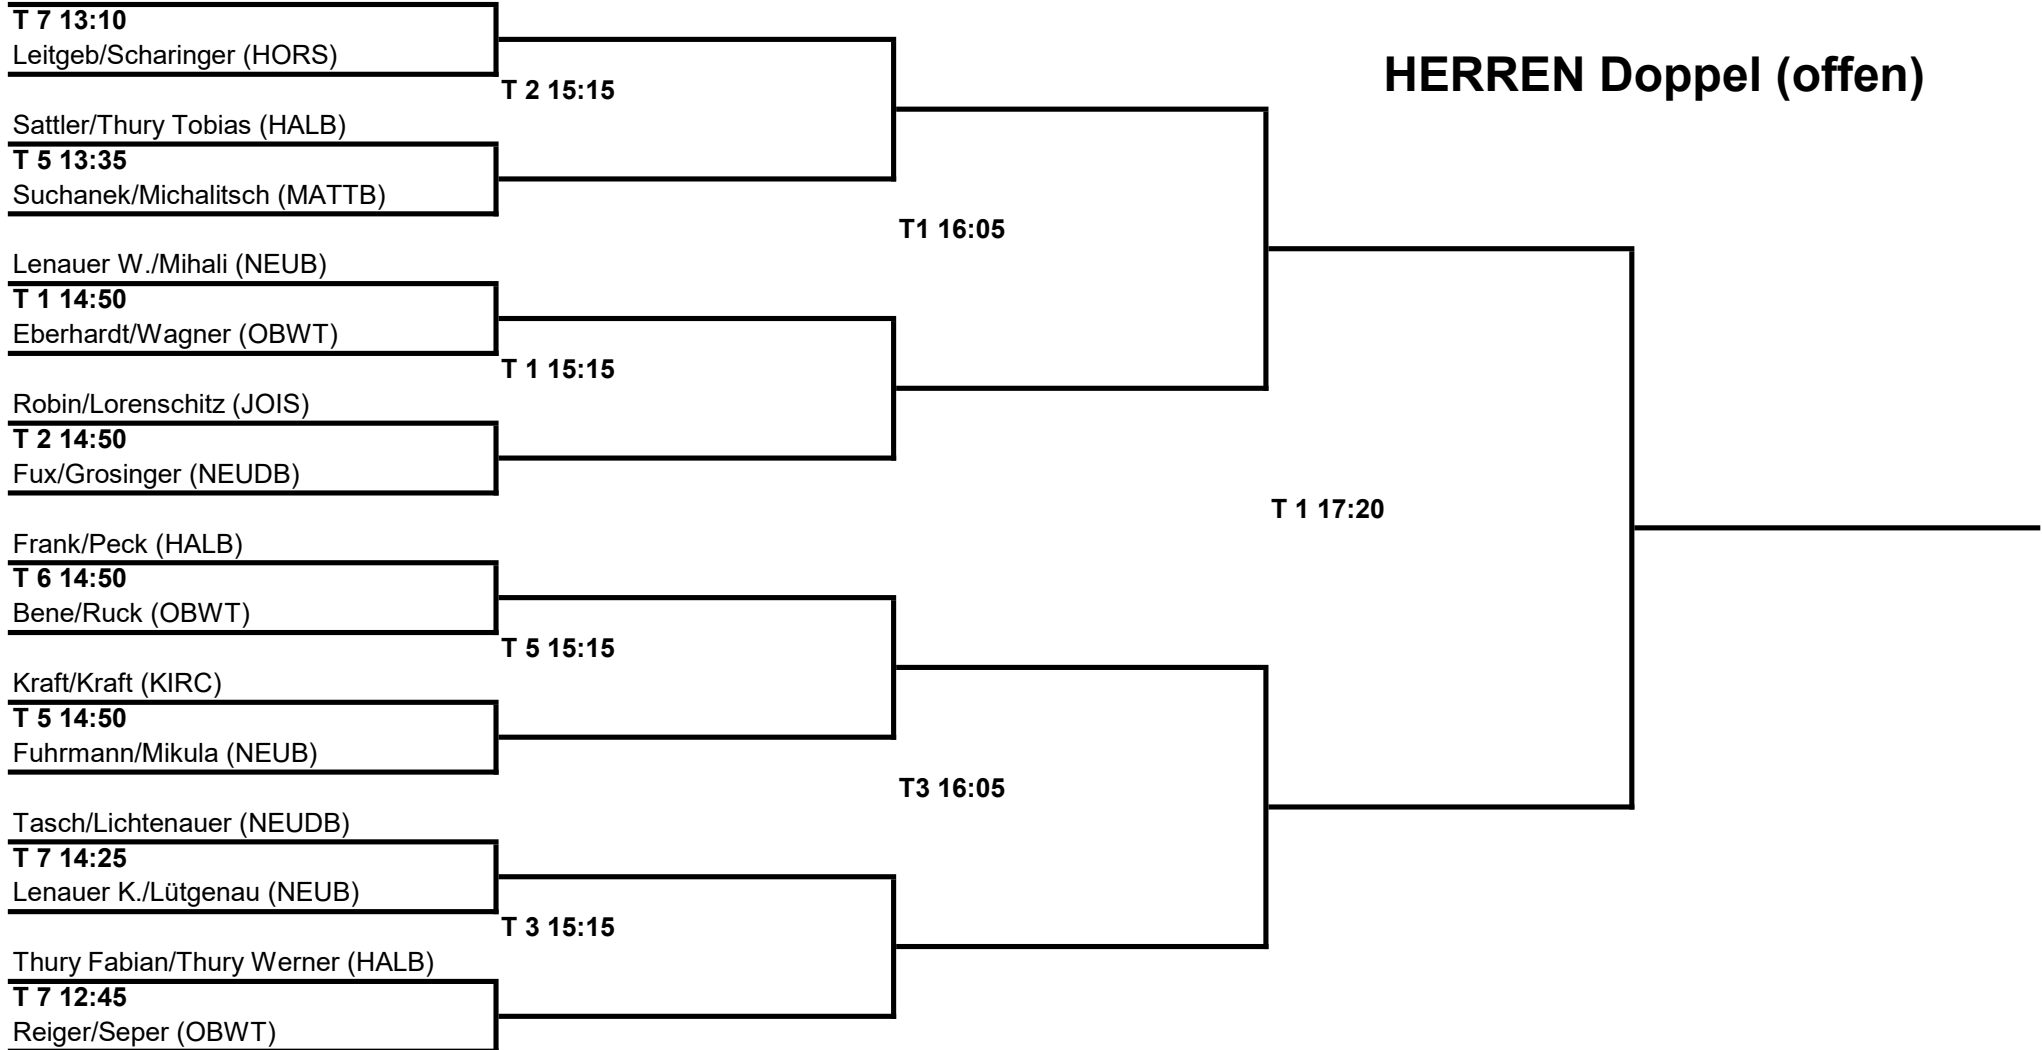 T 7 13:10
Leitgeb/Scharinger (HORS)
HERREN Doppel (offen)
T 2 15:15
Sattler/Thury Tobias (HALB)
T 5 13:35
Suchanek/Michalitsch (MATTB)
T1 16:05
Lenauer W./Mihali (NEUB)
T 1 14:50
Eberhardt/Wagner (OBWT)
T 1 15:15
Robin/Lorenschitz (JOIS)
T 2 14:50
Fux/Grosinger (NEUDB)
T 1 17:20
Frank/Peck (HALB)
T 6 14:50
Bene/Ruck (OBWT)
T 5 15:15
Kraft/Kraft (KIRC)
T 5 14:50
Fuhrmann/Mikula (NEUB)
T3 16:05
Tasch/Lichtenauer (NEUDB)
T 7 14:25
Lenauer K./Lütgenau (NEUB)
T 3 15:15
Thury Fabian/Thury Werner (HALB)
T 7 12:45
Reiger/Seper (OBWT)